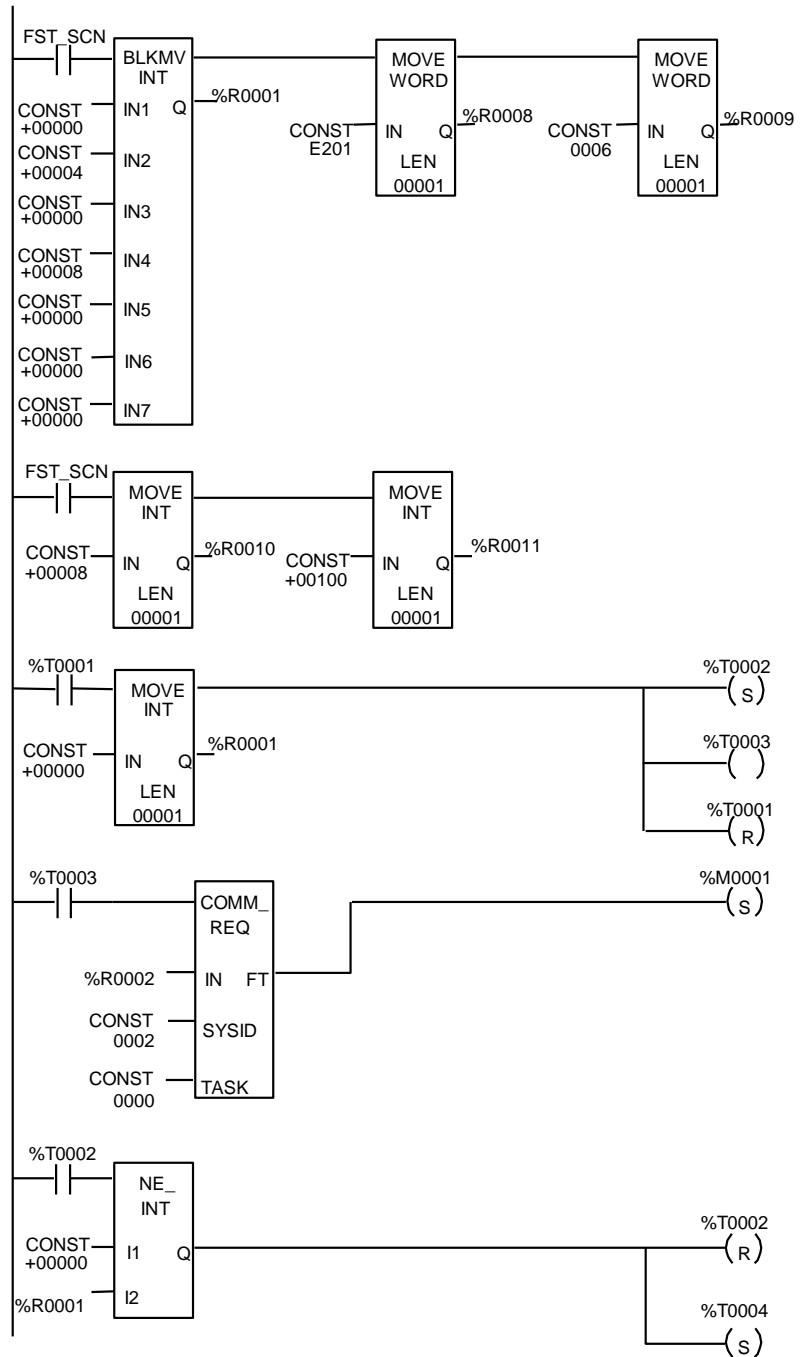 FST_SCN
BLKMV
INT
MOVE
WORD
MOVE
WORD
CONST
+00000
IN1 Q
%R0001
CONST
E201
IN Q
%R0008
CONST
0006
IN Q
%R0009
CONST
+00004
IN2
LEN
00001
LEN
00001
CONST
+00000
IN3
CONST
+00008
IN4
CONST
+00000
IN5
CONST
+00000
IN6
CONST
+00000
IN7
FST_SCN
MOVE
INT
MOVE
INT
CONST
+00008
IN Q
%R0010
CONST
+00100
IN Q
%R0011
LEN
00001
LEN
00001
%T0001
MOVE
INT
%T0002
S
CONST
+00000
IN Q
%R0001
%T0003
LEN
00001
%T0001
R
%T0003
COMM_
REQ
%M0001
S
%R0002
IN FT
CONST
0002
SYSID
CONST
0000
TASK
%T0002
NE_
INT
%T0002
R
CONST
+00000
I1 Q
%R0001
I2
%T0004
S